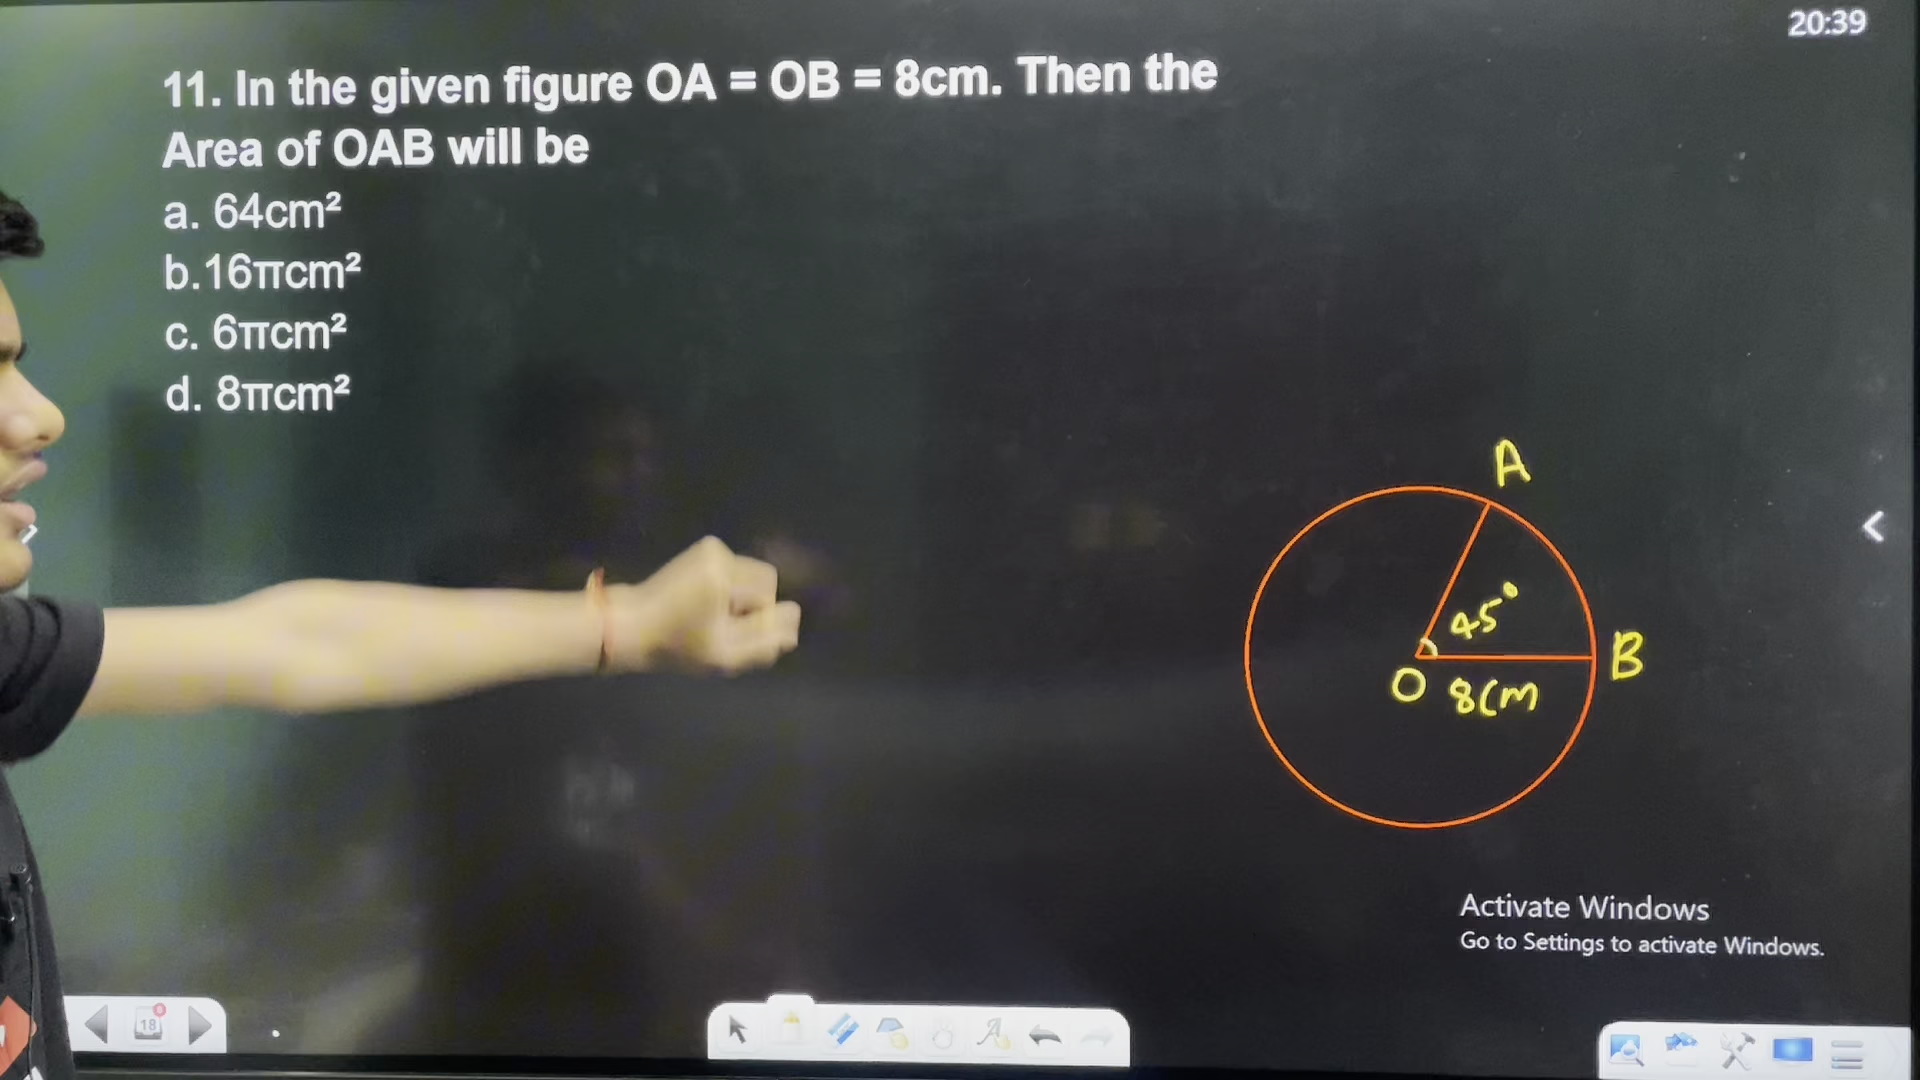 20:39
11. In the given figure OA = OB = 8cm. Then the
Area of OAB will be
a. 64cm²
b.16πcm²
c. 6πcm²
d. 8πcm²
A
45°
B
O 8cm
Activate Windows
Go to Settings to activate Windows.
18
8